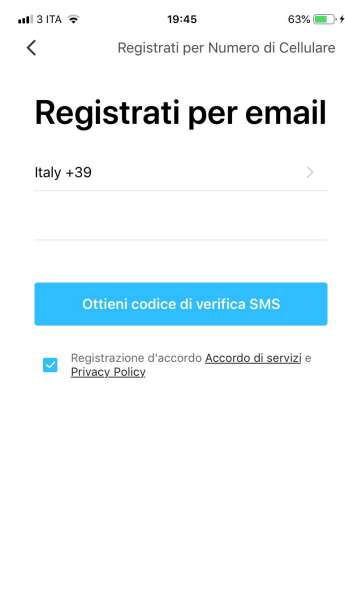 3 ITA 19:45 63%
Registrati per Numero di Cellulare
Registrati per email
Italy +39
Ottieni codice di verifica SMS
Registrazione d'accordo Accordo di servizi e
Privacy Policy